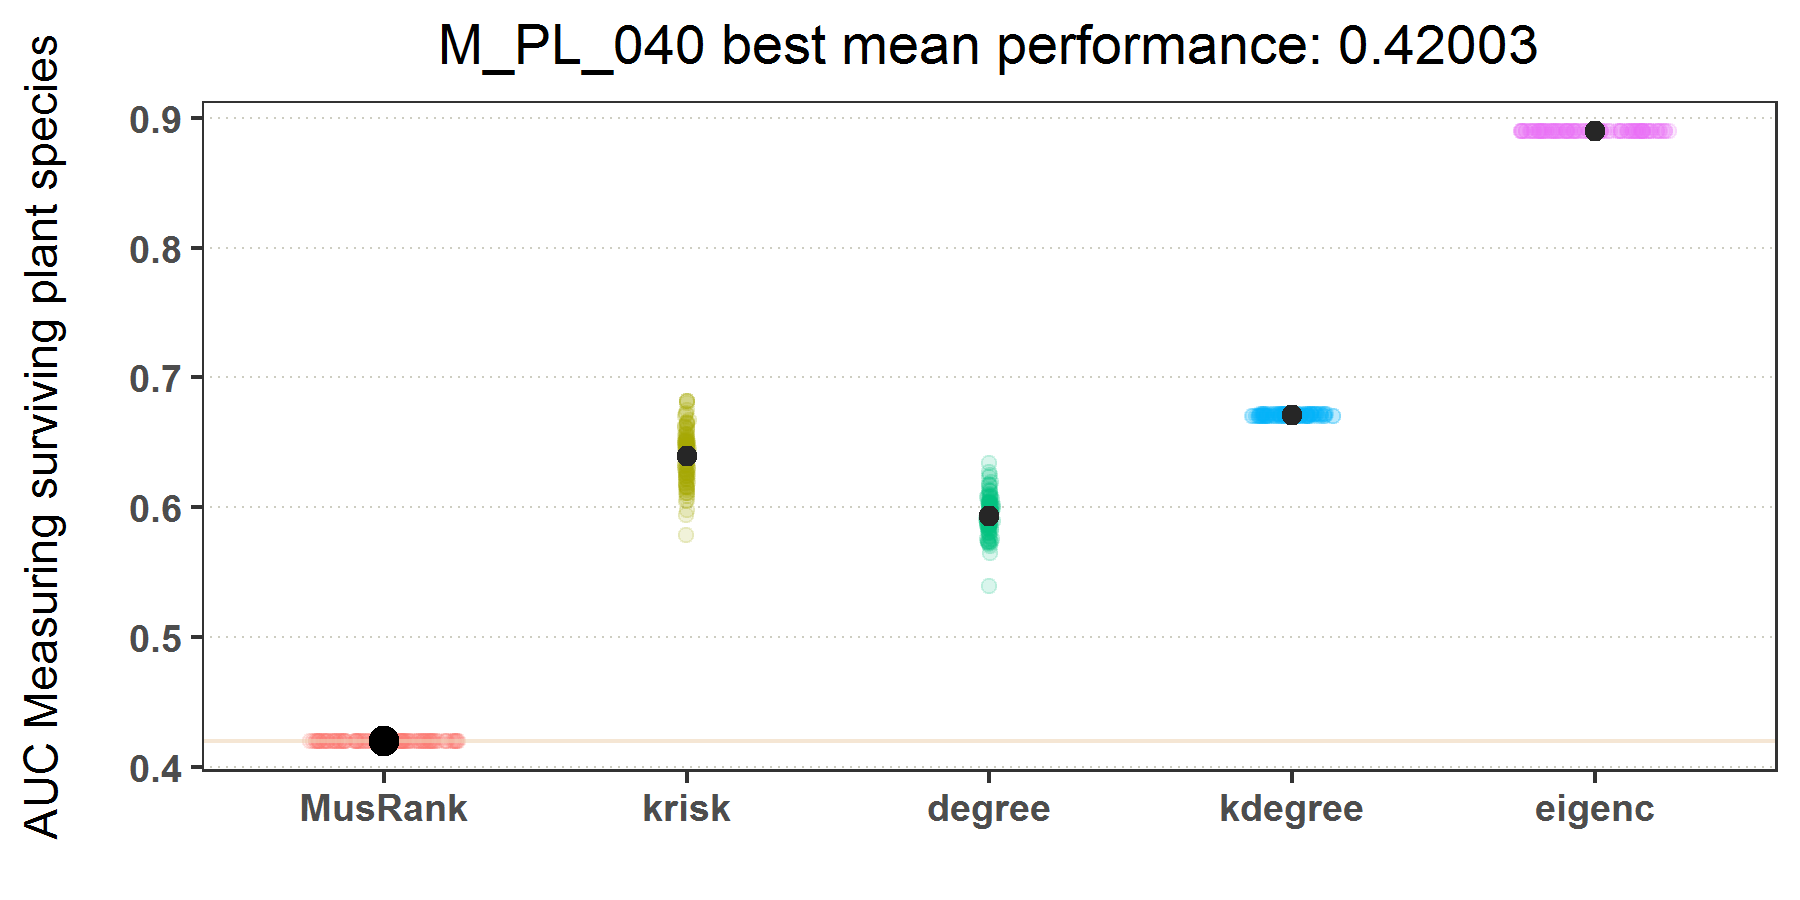 M_PL_040 best mean performance: 0.42003
AUC Measuring surviving plant species
0.9
0.8
0.7
0.6
0.5
0.4
MusRank krisk degree kdegree eigenc